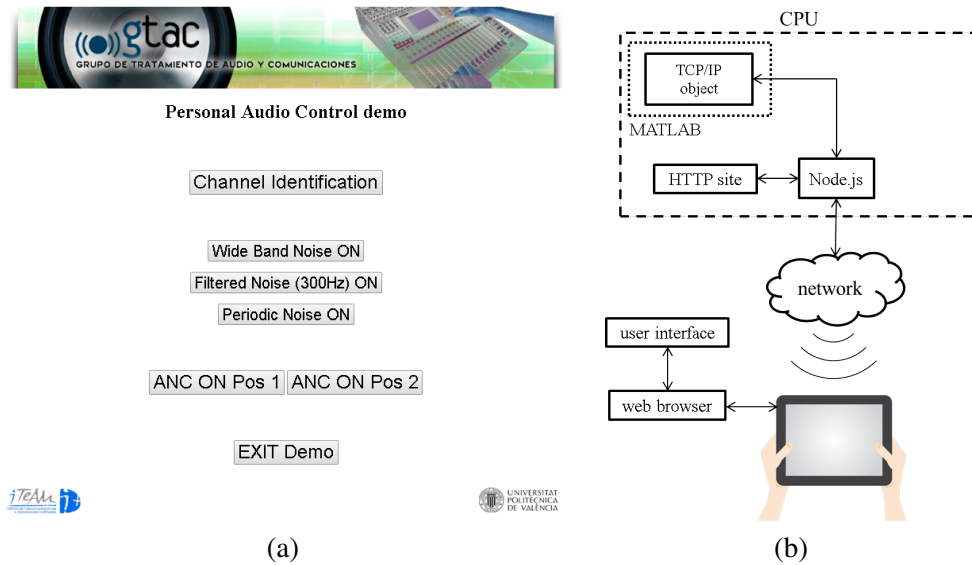 gtac
GRUPO DE TRATAMIENTO DE AUDIO Y COMUNICACIONES
Personal Audio Control demo
Channel Identification
Wide Band Noise ON
Filtered Noise (300Hz) ON
Periodic Noise ON
ANC ON Pos 1 ANC ON Pos 2
EXIT Demo
iTEAM
UNIVERSITAT
POLITÈCNICA
DE VALÈNCIA
(a)
CPU
TCP/IP
object
MATLAB
HTTP site
Node.js
network
user interface
web browser
(b)